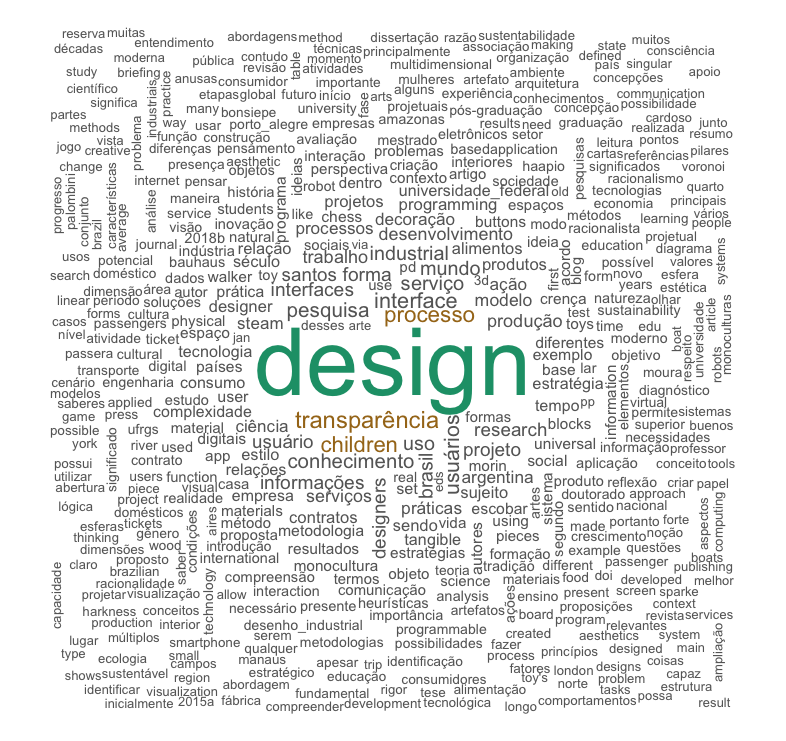 reserva muitas abordagens method dissertação razão sustentabilidade
décadas entendimento técnicas principalmente associação making state muitos
moderna pública contudo momento multidimensional organização defined consciência
study briefing anusas revisão table atividades mulheres artefato ambiente país singular
científico practice consumidor importante alguns experiência arquitetura concepções apoio
significa industriais etapas global futuro início fase arts projetuais conhecimentos communication
partes many bonsiepe university pós-graduação concepção possibilidade
methods way usar porto_alegre empresas amazonas results need graduação cardoso junto
vista problema função construção avaliação mestrado eletrônicos setor realizada resumo
jogo creative diferenças pensamento interação problemas based application leitura pontos
change presença aesthetic ideias perspectiva criação interiores haapio pesquisas cartas referências pilares
características internet pensar objetos robot dentro contexto artigo sociedade significados voronoi
progresso palombini conjunto brazil average análise maneira história programa projetos universidade federal old tecnologias racionalismo quarto
service students like chess decoração programming espaços economia principais
visão inovação processos buttons modo métodos learning vários
journal 2018b natural sociais via desenvolvimento ideia racionalista people
usos potencial indústria relação trabalho industrial alimentos acordo education projetual diagrama systems
search doméstico bauhaus século santos forma pd mundo produtos first blog possível valores
dados walker toy use serviço 3d ação form novo esfera
dimensão área autor prática interfaces interface modelo crença natureza years estética
linear período soluções designer pesquisa processo produção test olhar sustainability monoculturas
forms cultura steam desses arte toys time edu boat article
casos passengers physical jan design diferentes moderno respeito universidade
nível atividade ticket espaço exemplo objetivo robots
passera cultural tecnologia base lar moura
transporte digital países estratégia diagnóstico
cenário engenharia consumo information elementos virtual
modelos saberes applied estudo user tempo pp permite sistemas
game press complexidade transparência formas blocks superior buenos
possible ufrgs material ciência usuários research necessidades
york river used digitais usuário children uso projeto universal informação professor
significado contrato app estilo conhecimento brasil morin social aplicação conceito tools
possui relações real eds argentina
utilizar users function casa informações set sujeito produto reflexão criar papel
abertura piece visual empresa serviços designers artes sistema doutorado approach
lógica project realidade materials práticas escobar sentido nacional aspectos computing
domésticos condições aires método contratos sendo vida using segundo made portanto forte
esferas tickets gênero proposta metodologia tangible autores pieces crescimento noção
thinking wood introdução resultados estratégias formação example questões boats
dimensões proposto saber international tradição different passenger publishing
claro brazilian monocultura teoria materials food doi developed melhor
capacidade racionalidade technology compreensão termos objeto science ações
projetar visualização allow interaction comunicação analysis ensino present screen sparke
harkness conceitos necessário presente heurísticas artefatos board proposições context
production interior desenho_industrial importância program revista services
lugar múltiplos serem programmable created relevantes ampliação
smartphone qualquer metodologias possibilidades fazer aesthetics system
type ecologia small manaus process princípios designed main
campos apesar trip identificação fatores london designs coisas
shows sustentável region estratégico educação consumidores toy's problem capaz
identificar visualization abordagem fundamental rigor tese alimentação norte tasks estrutura
inicialmente 2015a fábrica compreender development tecnológica longo comportamentos possa result